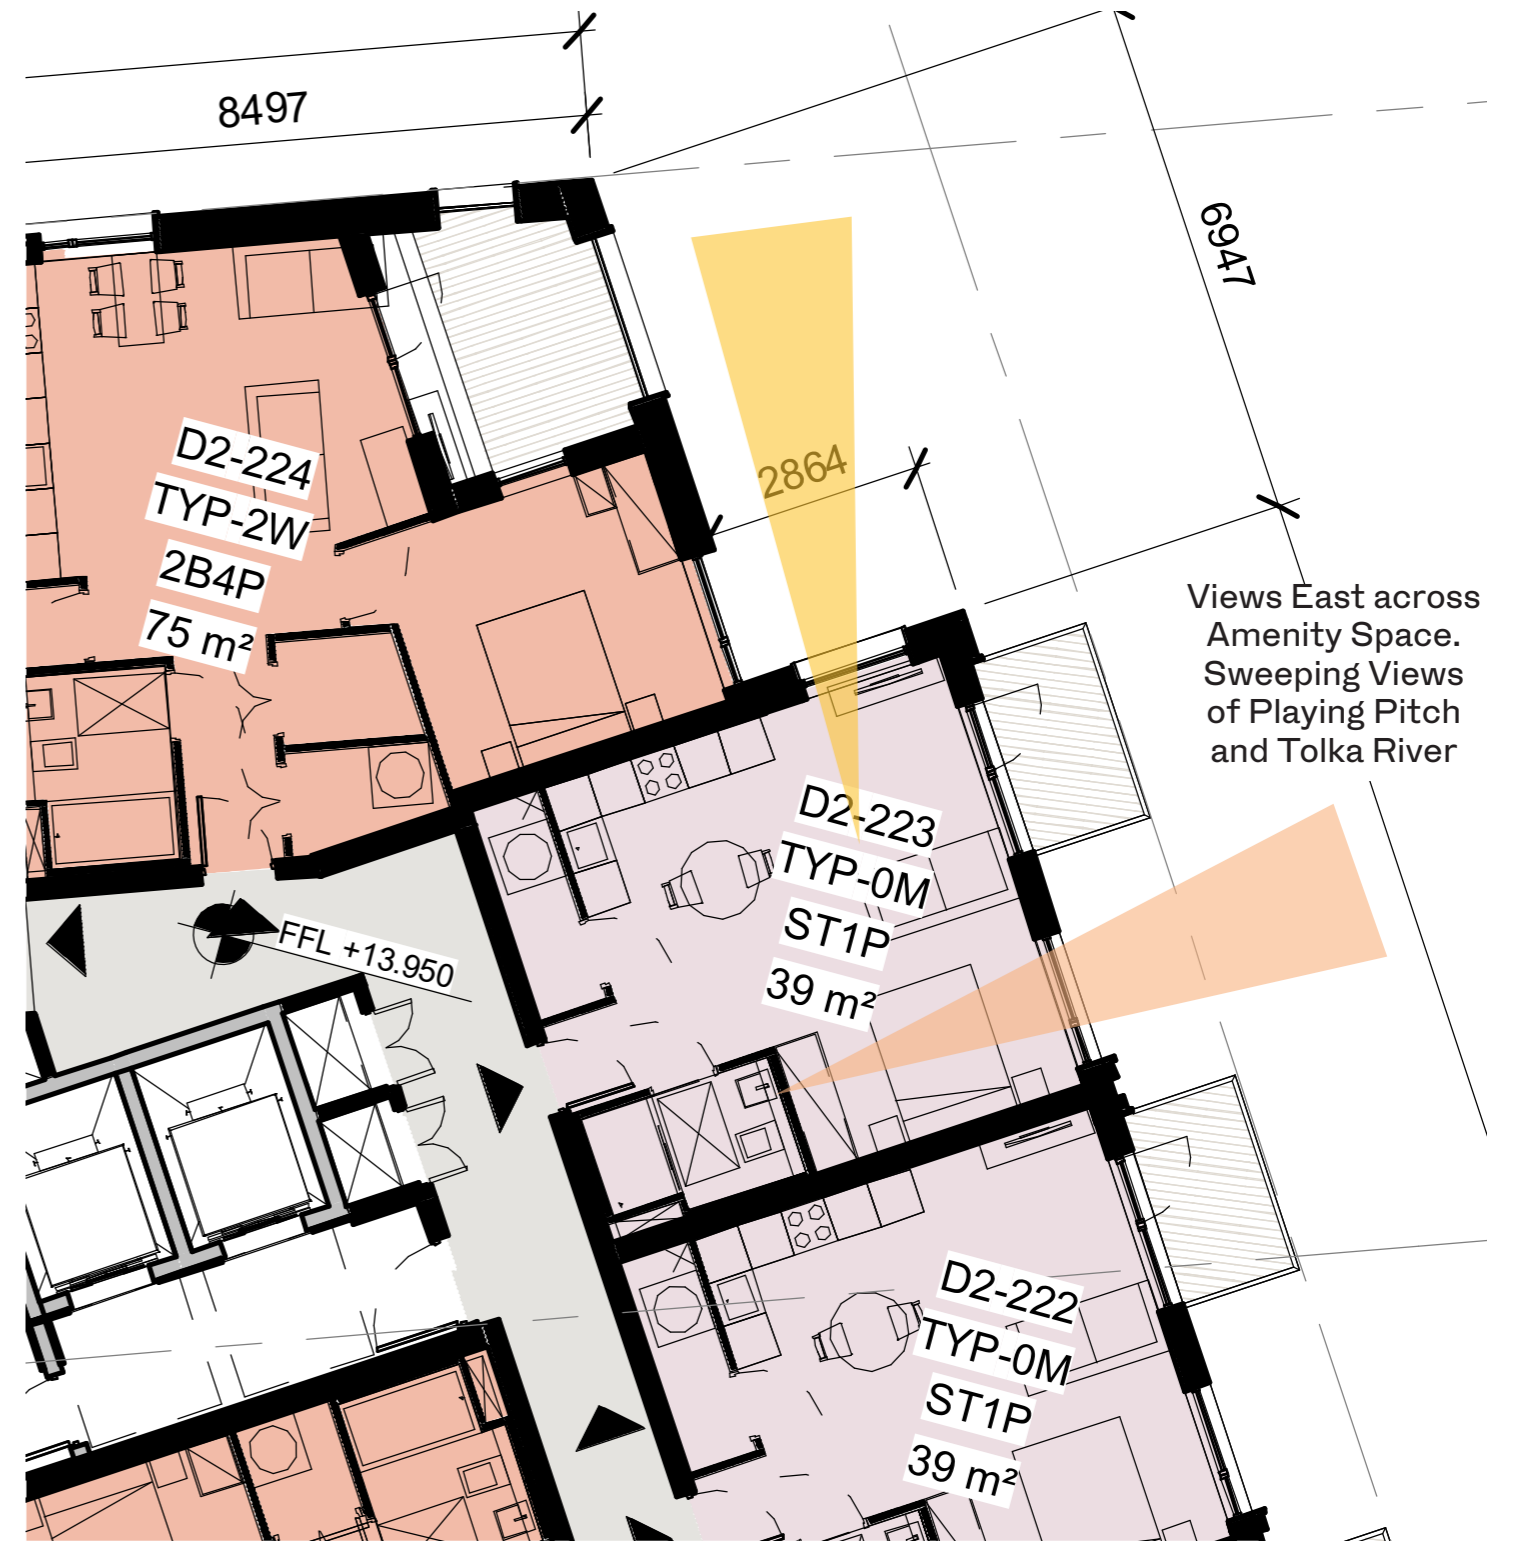 8497
6947
2864
D2-224
TYP-2W
2B4P
75 m²
Views East across
Amenity Space.
Sweeping Views
of Playing Pitch
and Tolka River
D2-223
TYP-0M
ST1P
39 m²
FFL +13.950
D2-222
TYP-0M
ST1P
39 m²